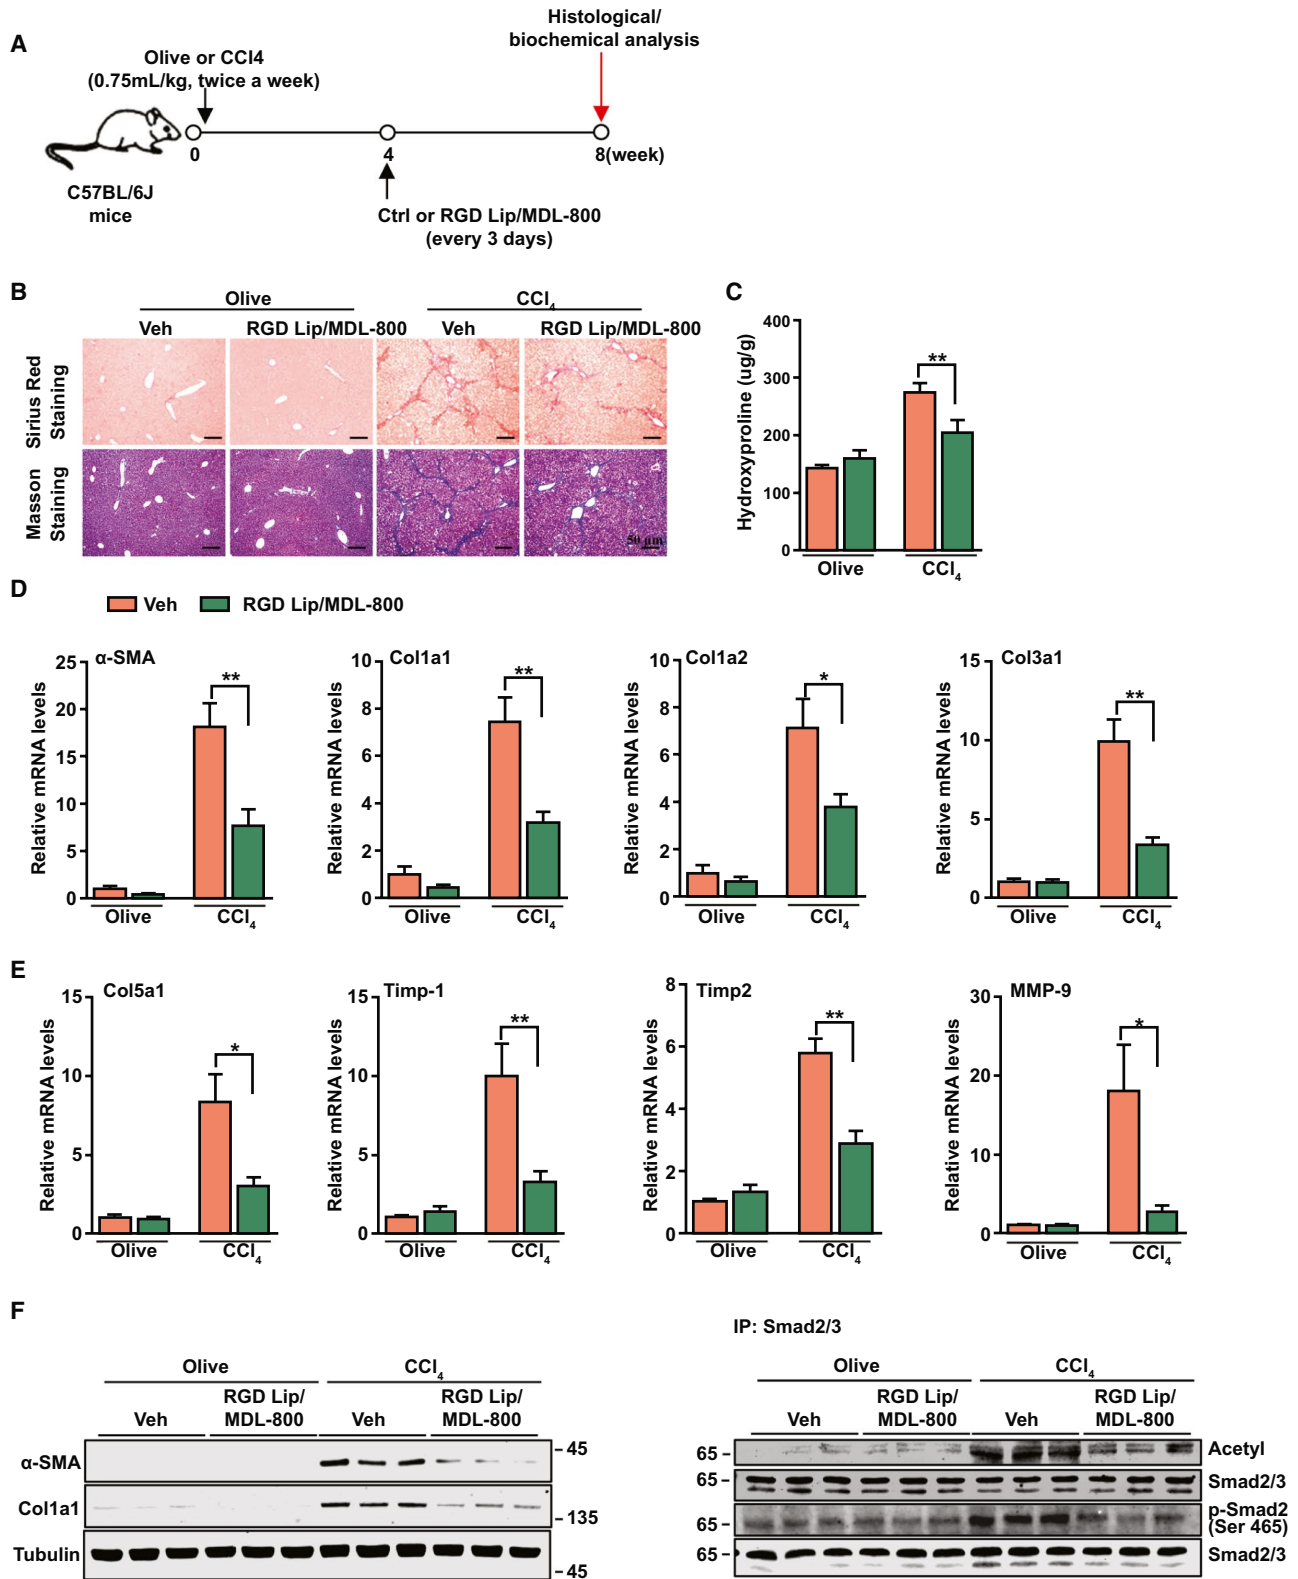 A
Olive or CCl4
(0.75mL/kg, twice a week)
Histological/
biochemical analysis
0
4
8(week)
C57BL/6J
mice
Ctrl or RGD Lip/MDL-800
(every 3 days)
B
Olive
CCl4
Veh
RGD Lip/MDL-800
Veh
RGD Lip/MDL-800
Sirius Red
Staining
Masson
Staining
50 μm
C
Hydroxyproline (ug/g)
400
300
200
100
0
**
Olive
CCl4
D
Veh
RGD Lip/MDL-800
α-SMA
Relative mRNA levels
25
20
15
10
5
0
**
Olive
CCl4
Col1a1
Relative mRNA levels
10
8
6
4
2
0
**
Olive
CCl4
Col1a2
Relative mRNA levels
10
8
6
4
2
0
*
Olive
CCl4
Col3a1
Relative mRNA levels
15
10
5
0
**
Olive
CCl4
E
Col5a1
Relative mRNA levels
15
10
5
0
*
Olive
CCl4
Timp-1
Relative mRNA levels
15
10
5
0
**
Olive
CCl4
Timp2
Relative mRNA levels
8
6
4
2
0
**
Olive
CCl4
MMP-9
Relative mRNA levels
30
20
10
0
*
Olive
CCl4
F
Olive
CCl4
Veh
RGD Lip/
MDL-800
Veh
RGD Lip/
MDL-800
α-SMA
45
Col1a1
135
Tubulin
45
IP: Smad2/3
Olive
CCl4
Veh
RGD Lip/
MDL-800
Veh
RGD Lip/
MDL-800
65
Acetyl
65
Smad2/3
65
p-Smad2
(Ser 465)
65
Smad2/3